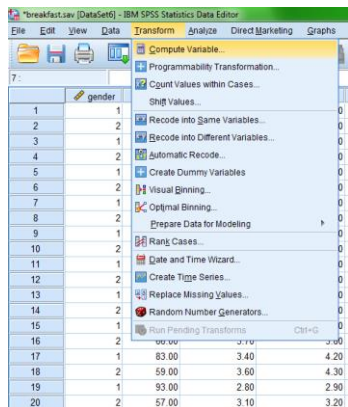 *breakfast.sav [DataSet6] - IBM SPSS Statistics Data Editor
File Edit View Data Transform Analyze Direct Marketing Graphs
7 :
gender
Compute Variable...
Programmability Transformation...
Count Values within Cases...
Shift Values...
Recode into Same Variables...
Recode into Different Variables...
Automatic Recode...
Create Dummy Variables
Visual Binning...
Optimal Binning...
Prepare Data for Modeling
Rank Cases...
Date and Time Wizard...
Create Time Series...
Replace Missing Values...
Random Number Generators...
Run Pending Transforms Ctrl+G
1 1
2 2
3 1
4 2
5 1
6 2
7 1
8 2
9 1
10 2
11 1
12 2
13 1
14 2
15 1
16 2
17 1 83.00 3.40 4.20
18 2 59.00 3.60 4.30
19 1 93.00 2.80 2.90
20 2 57.00 3.10 3.20